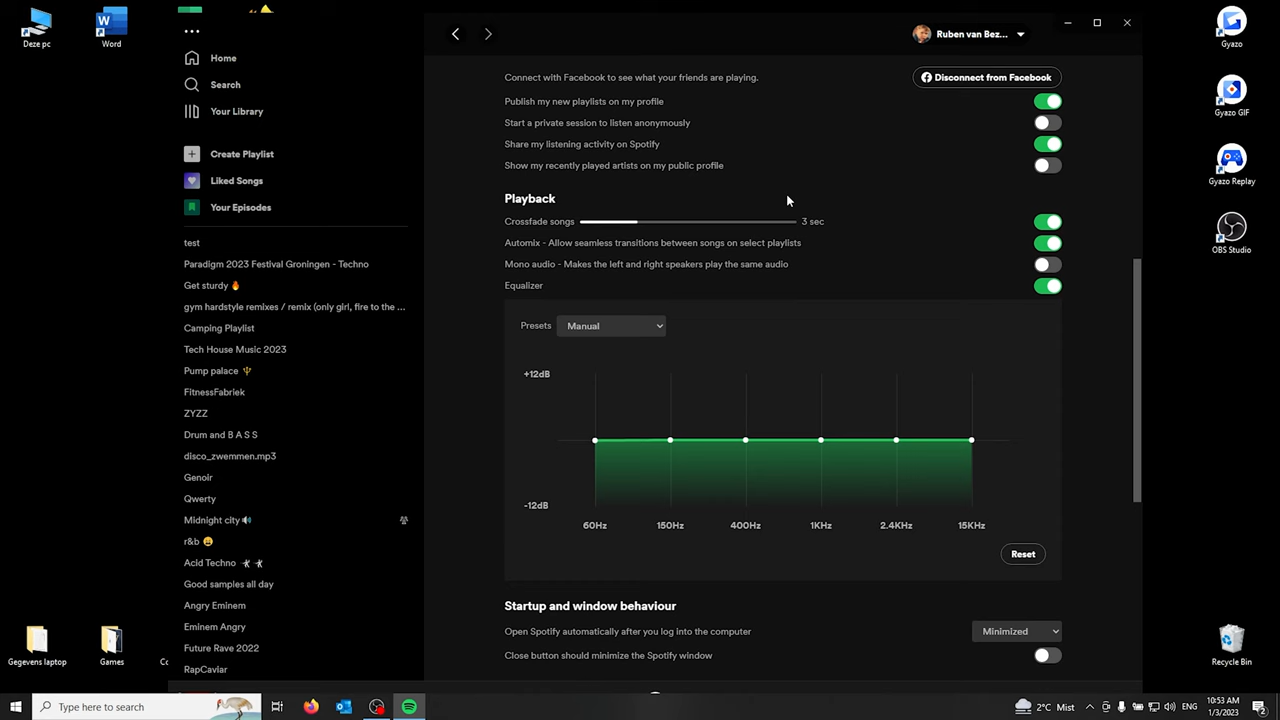 Deze pc
Word
Home
Search
Your Library
Create Playlist
Liked Songs
Your Episodes
test
Paradigm 2023 Festival Groningen - Techno
Get sturdy 🔥
gym hardstyle remixes / remix (only girl, fire to the ...
Camping Playlist
Tech House Music 2023
Pump palace 🔱
FitnessFabriek
ZYZZ
Drum and B A S S
disco_zwemmen.mp3
Genoir
Qwerty
Midnight city🔊
r&b 😩
Acid Techno
Good samples all day
Angry Eminem
Eminem Angry
Future Rave 2022
RapCaviar
Ruben van Bez...
Connect with Facebook to see what your friends are playing.
Disconnect from Facebook
Publish my new playlists on my profile
Start a private session to listen anonymously
Share my listening activity on Spotify
Show my recently played artists on my public profile
Playback
Crossfade songs 3 sec
Automix - Allow seamless transitions between songs on select playlists
Mono audio - Makes the left and right speakers play the same audio
Equalizer
Presets Manual
+12dB
-12dB
60Hz 150Hz 400Hz 1KHz 2.4KHz 15KHz
Reset
Startup and window behaviour
Open Spotify automatically after you log into the computer
Minimized
Close button should minimize the Spotify window
Gyazo
Gyazo GIF
Gyazo Replay
OBS Studio
Recycle Bin
Gegevens laptop
Games
Type here to search
2°C Mist
ENG
10:53 AM
1/3/2023
2